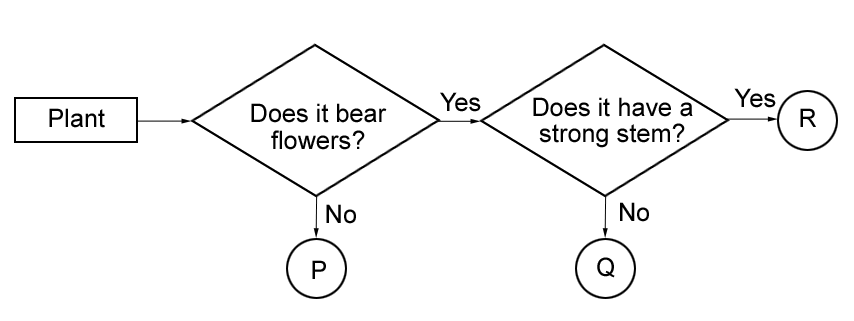 Plant
Does it bear
flowers?
Yes
Does it have a
strong stem?
Yes
R
No
P
No
Q